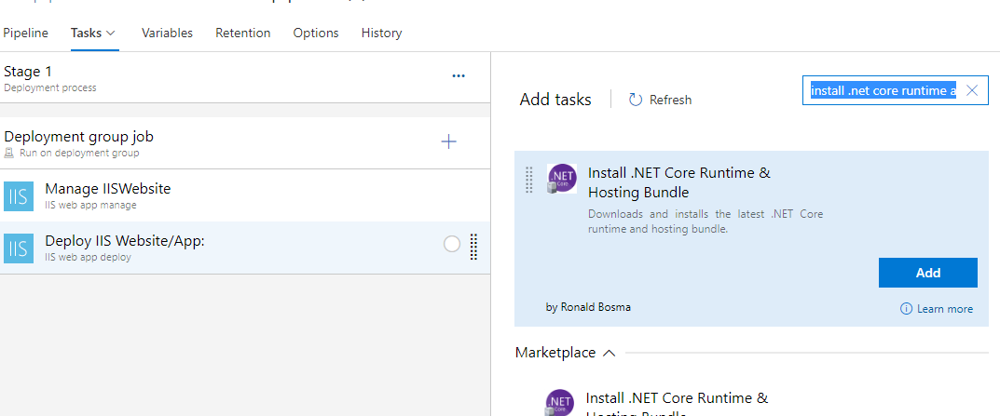 Pipeline Tasks Variables Retention Options History
Stage 1
Deployment process
Deployment group job
Run on deployment group
IIS
Manage IISWebsite
IIS web app manage
IIS
Deploy IIS Website/App:
IIS web app deploy
Add tasks
Refresh
install .net core runtime a
.NET
Core
Install .NET Core Runtime &
Hosting Bundle
Downloads and installs the latest .NET Core
runtime and hosting bundle.
Add
by Ronald Bosma
Learn more
Marketplace
.NET
Core
Install .NET Core Runtime &
Hosting Bundle